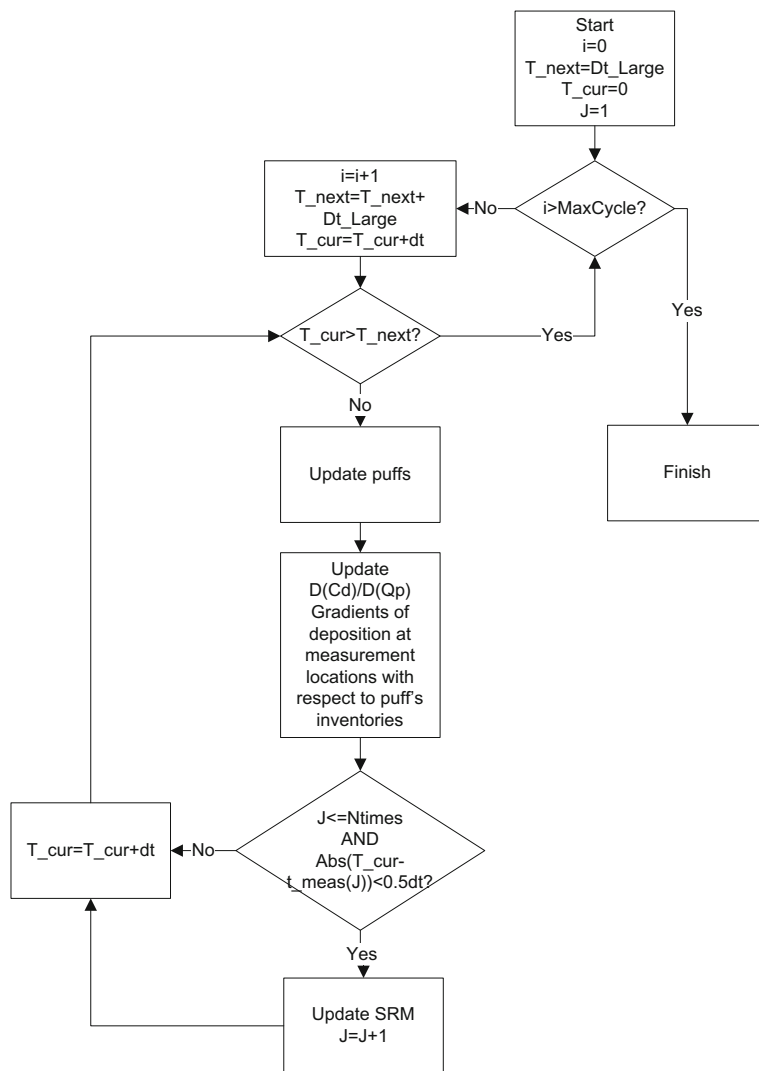 Start
i=0
T_next=Dt_Large
T_cur=0
J=1
i=i+1
T_next=T_next+
Dt_Large
T_cur=T_cur+dt
No
i>MaxCycle?
Yes
T_cur>T_next?
Yes
No
Update puffs
Finish
Update
D(Cd)/D(Qp)
Gradients of
deposition at
measurement
locations with
respect to puff's
inventories
T_cur=T_cur+dt
No
J<=Ntimes
AND
Abs(T_cur-
t_meas(J))<0.5dt?
Yes
Update SRM
J=J+1